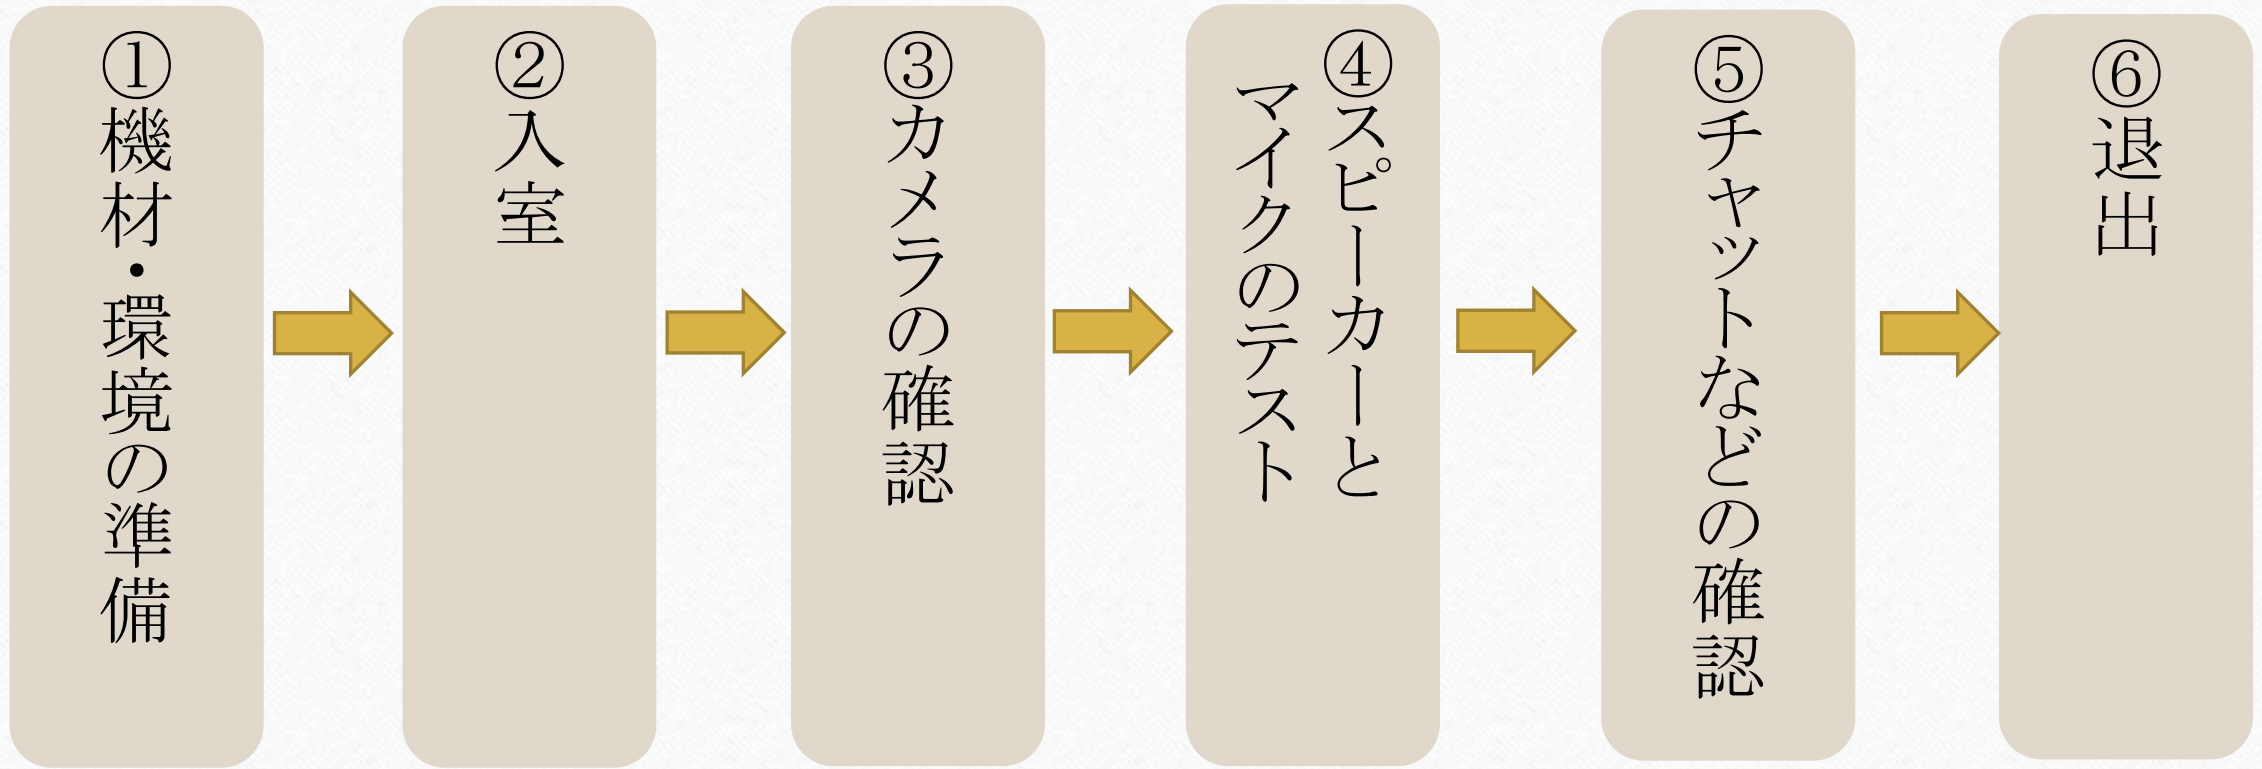 ①機材・環境の準備
②入室
③カメラの確認
④スピーカーと
マイクのテスト
⑤チャットなどの確認
⑥退出